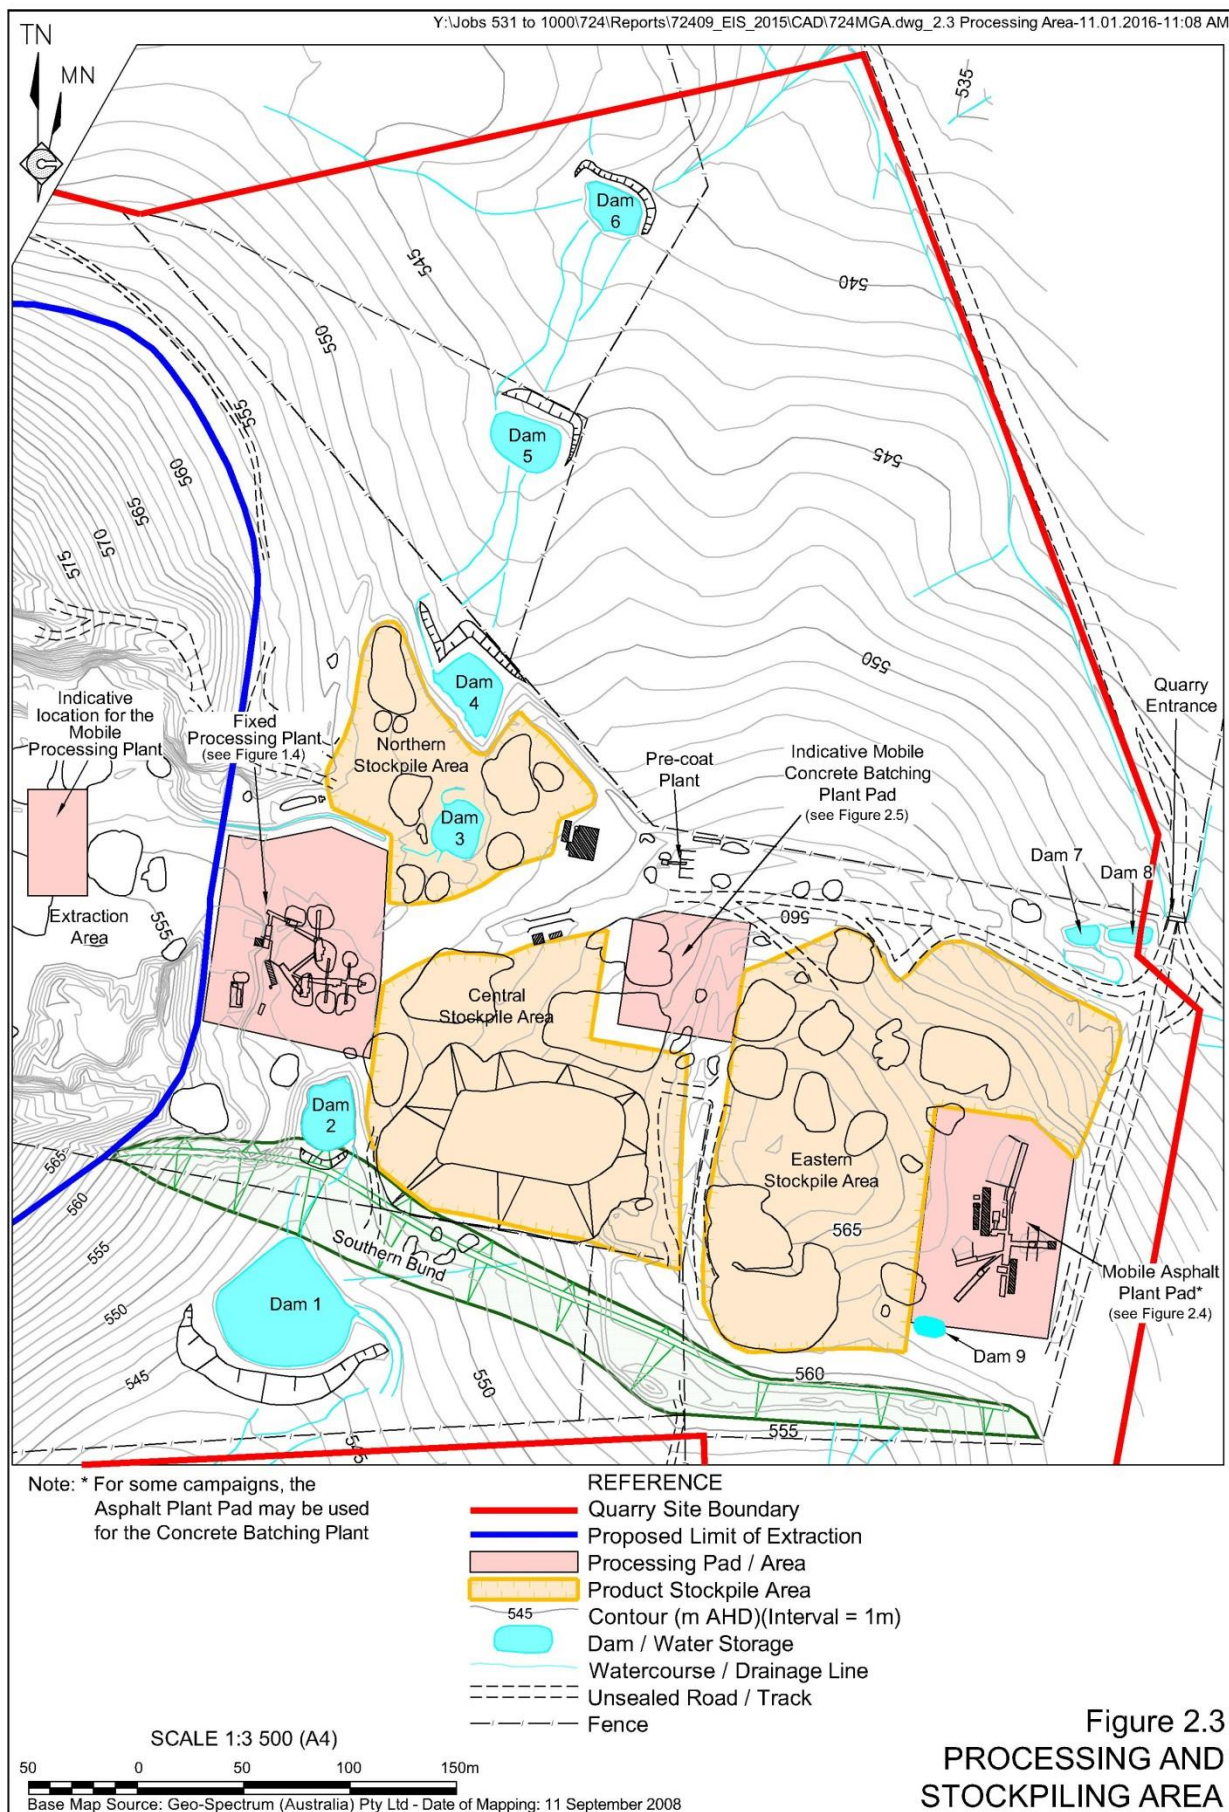 Y:\Jobs 531 to 1000\724\Reports\72409_EIS_2015\CAD\724MGA.dwg_2.3 Processing Area-11.01.2016-11:08 AM
TN
MN
535
Dam
6
545
540
550
555
Dam
5
560
545
565
570
575
550
Dam
4
Quarry
Entrance
Indicative
location for the
Mobile
Processing Plant
Fixed
Processing Plant
(see Figure 1.4)
Northern
Stockpile Area
Pre-coat
Plant
Indicative Mobile
Concrete Batching
Plant Pad
(see Figure 2.5)
Dam
3
Dam 7
Dam 8
Extraction
Area
555
560
Central
Stockpile Area
Dam
2
565
560
Eastern
Stockpile Area
565
555
Southern Bund
550
Dam 1
Mobile Asphalt
Plant Pad*
(see Figure 2.4)
Dam 9
545
550
560
555
545
Note: * For some campaigns, the
Asphalt Plant Pad may be used
for the Concrete Batching Plant
REFERENCE
Quarry Site Boundary
Proposed Limit of Extraction
Processing Pad / Area
Product Stockpile Area
545
Contour (m AHD)(Interval = 1m)
Dam / Water Storage
Watercourse / Drainage Line
Unsealed Road / Track
Fence
SCALE 1:3 500 (A4)
50 0 50 100 150m
Base Map Source: Geo-Spectrum (Australia) Pty Ltd - Date of Mapping: 11 September 2008
Figure 2.3
PROCESSING AND
STOCKPILING AREA